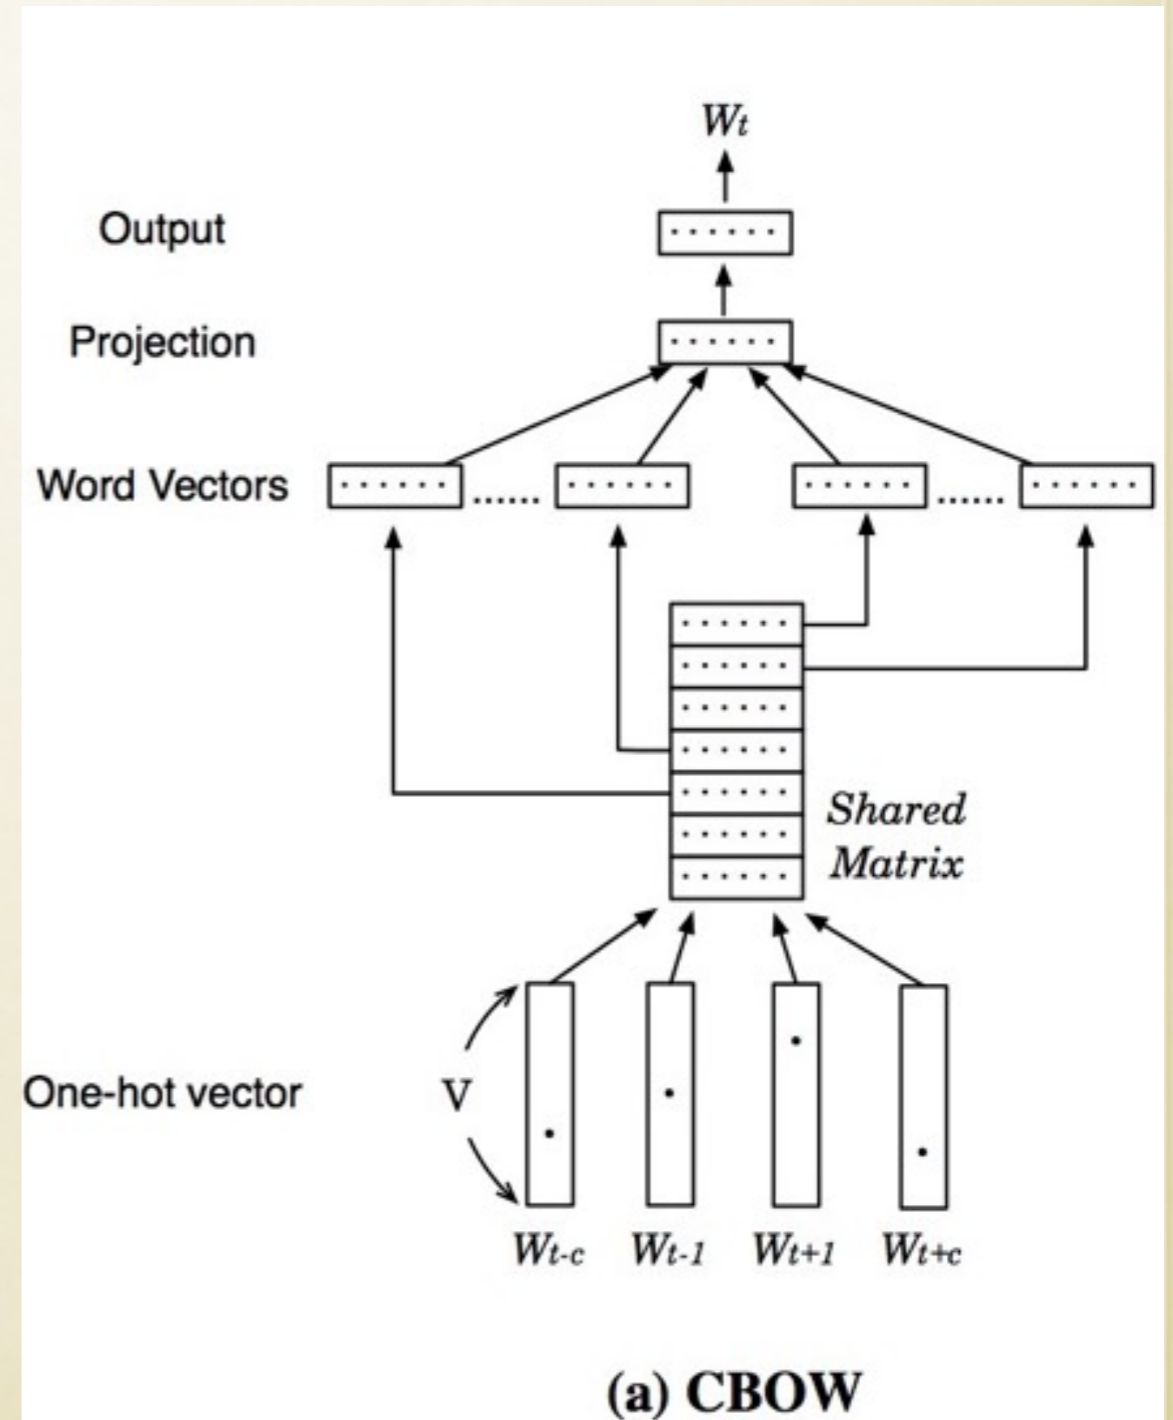 Wt
Output
Projection
Word Vectors
Shared
Matrix
One-hot vector
V
Wt-c Wt-1 Wt+1 Wt+c
(a) CBOW